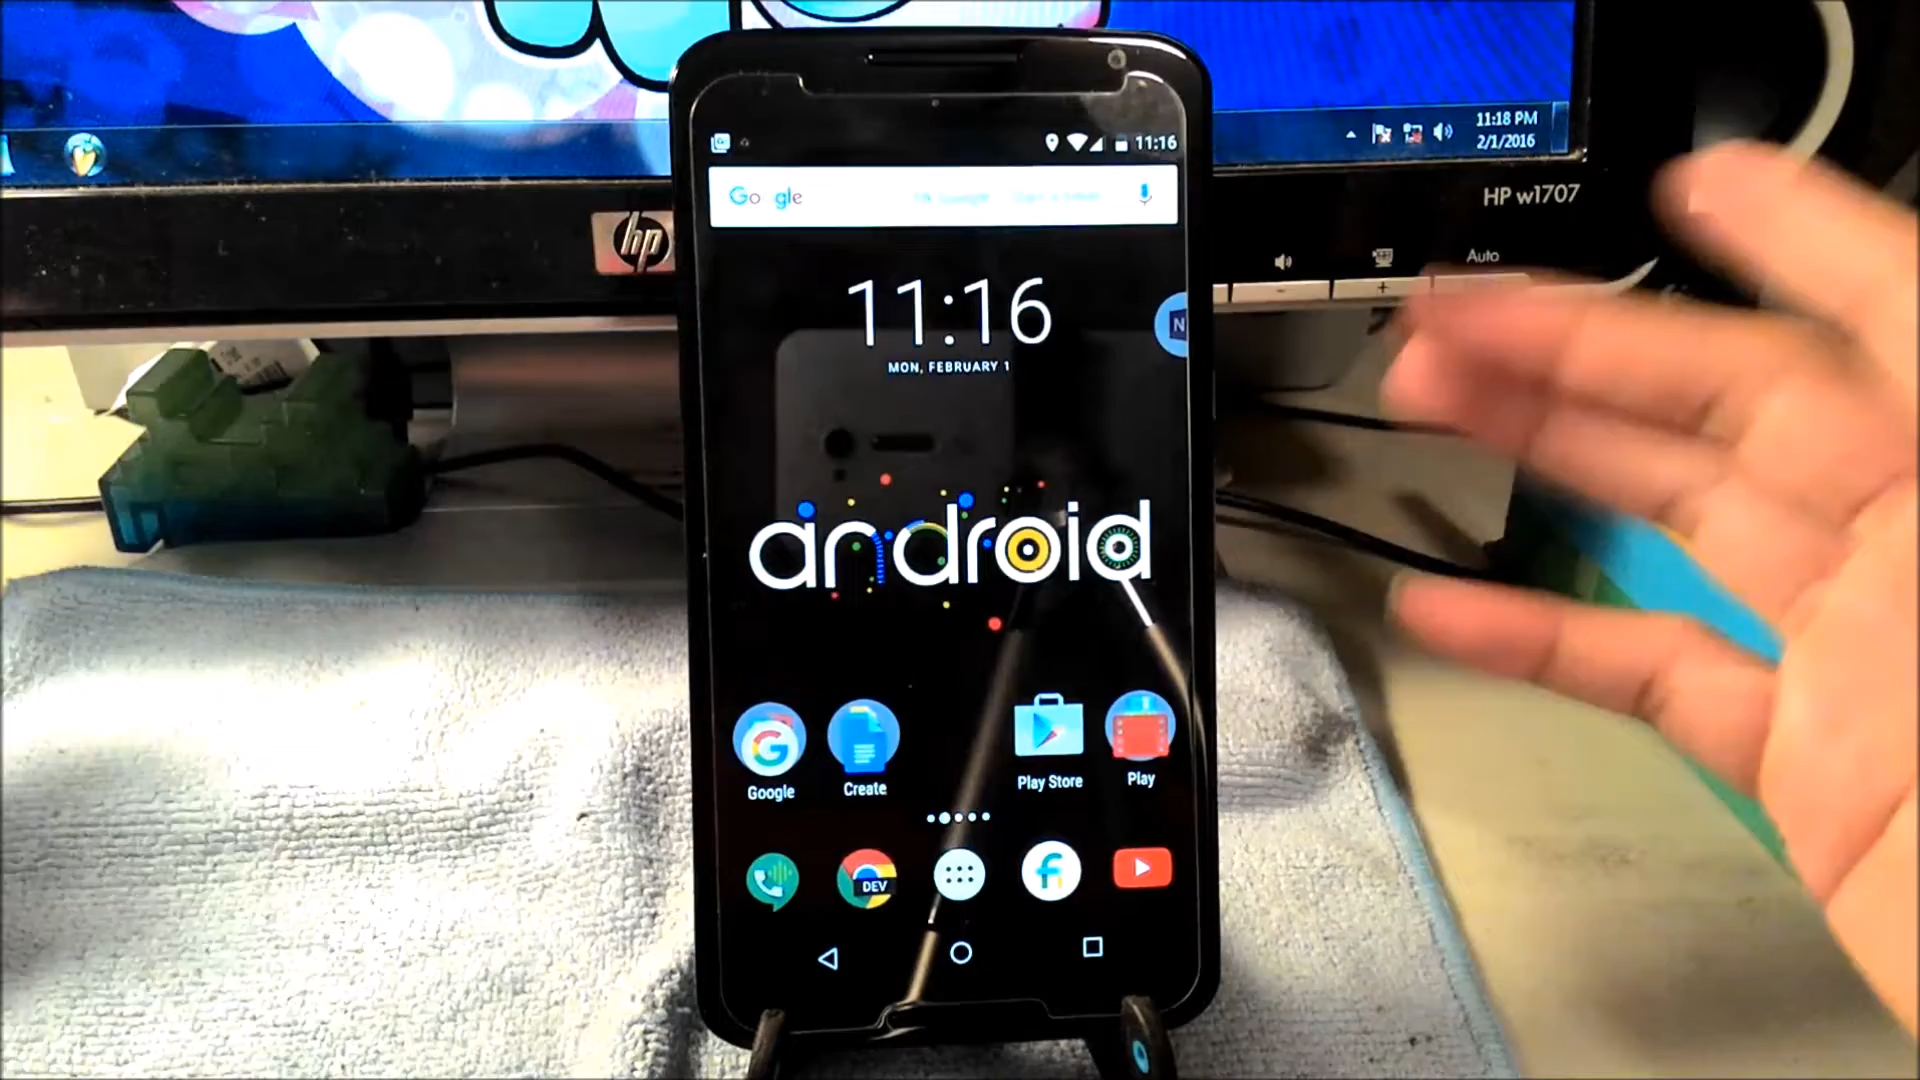 11:18 PM
2/1/2016
HP w1707
hp
Auto
11:16
Google
11:16
MON, FEBRUARY 1
N
android
Google
Create
Play Store
Play
DEV